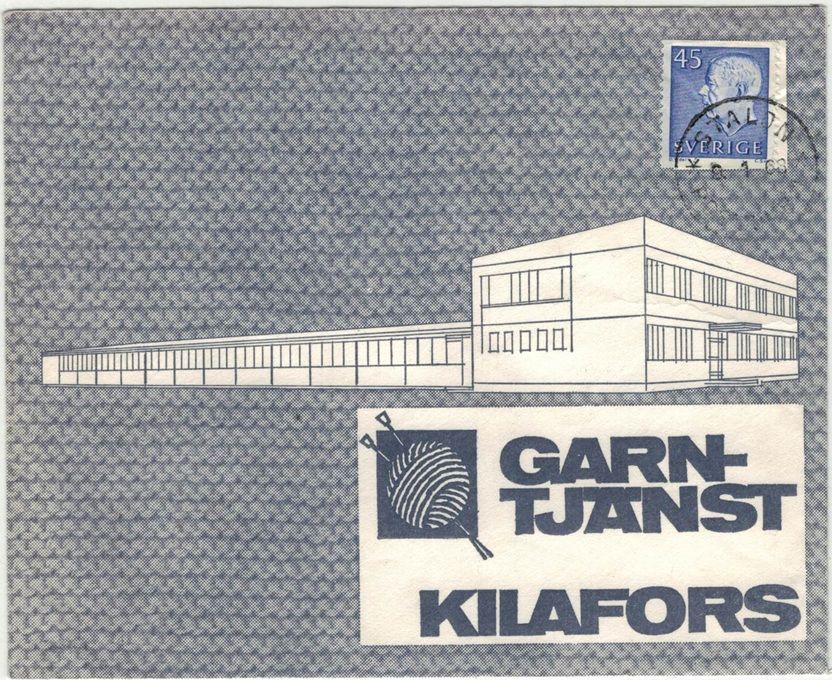 45
SVERIGE
GARN-
TJÄNST
KILAFORS